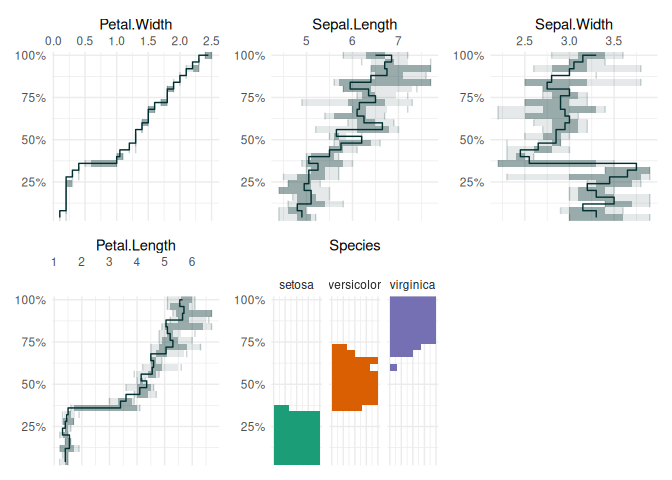 Petal.Width
0.0 0.5 1.0 1.5 2.0 2.5
100%
75%
50%
25%
Sepal.Length
5 6 7
100%
75%
50%
25%
Sepal.Width
2.5 3.0 3.5
100%
75%
50%
25%
Petal.Length
1 2 3 4 5 6
100%
75%
50%
25%
Species
setosa versicolor virginica
100%
75%
50%
25%